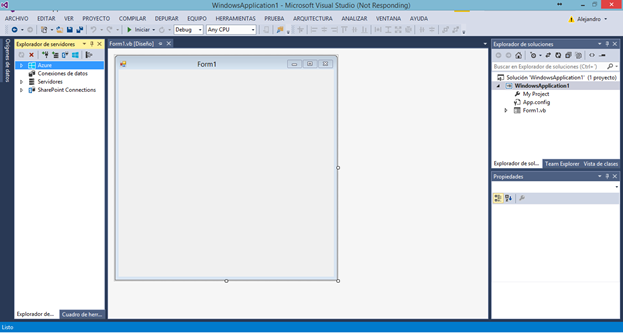 WindowsApplication1 - Microsoft Visual Studio (Not Responding)
ARCHIVO EDITAR VER PROYECTO COMPILAR DEPURAR EQUIPO HERRAMIENTAS PRUEBA ARQUITECTURA ANALIZAR VENTANA AYUDA
Alejandro
Iniciar Debug Any CPU
Orígenes de datos
Explorador de servidores
Azure
Conexiones de datos
Servidores
SharePoint Connections
Explorador de...
Cuadro de herr...
Form1.vb [Diseño]
Form1
Explorador de soluciones
Buscar en Explorador de soluciones (Ctrl+´)
Solución 'WindowsApplication1' (1 proyecto)
WindowsApplication1
My Project
App.config
Form1.vb
Explorador de sol... Team Explorer Vista de clases
Propiedades
Listo